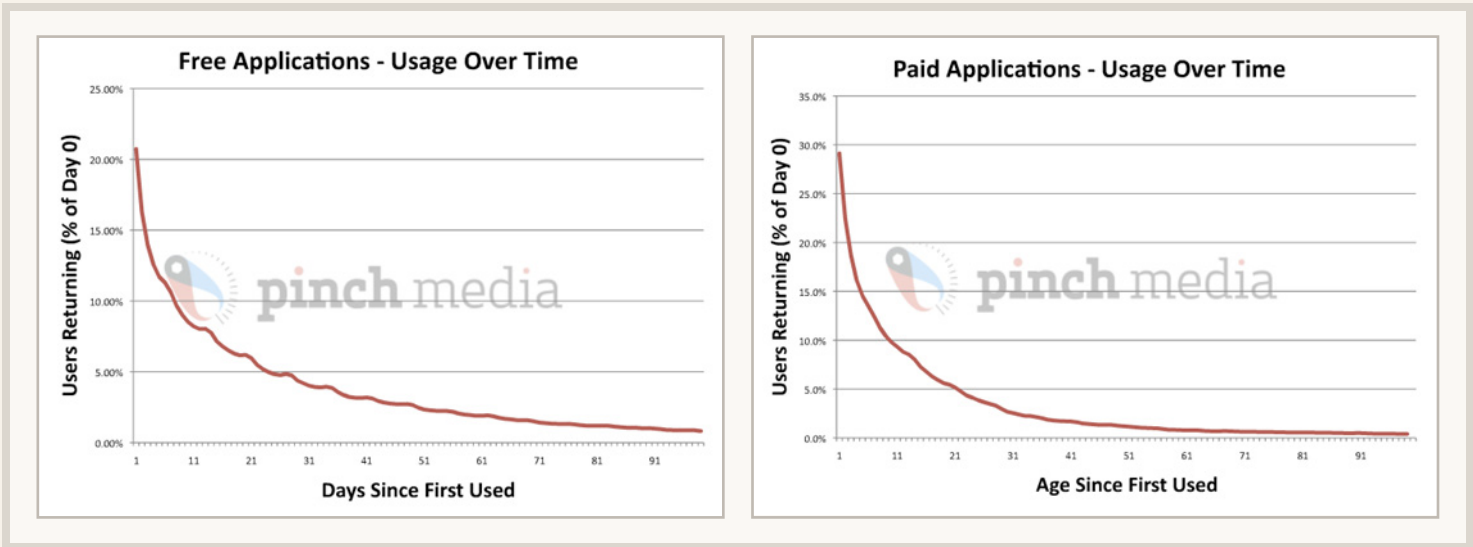 Free Applications - Usage Over Time
25.00%
20.00%
15.00%
10.00%
5.00%
0.00%
Users Returning (% of Day 0)
pinch media
1 11 21 31 41 51 61 71 81 91
Days Since First Used
Paid Applications - Usage Over Time
35.0%
30.0%
25.0%
20.0%
15.0%
10.0%
5.0%
0.0%
Users Returning (% of Day 0)
pinch media
1 11 21 31 41 51 61 71 81 91
Age Since First Used